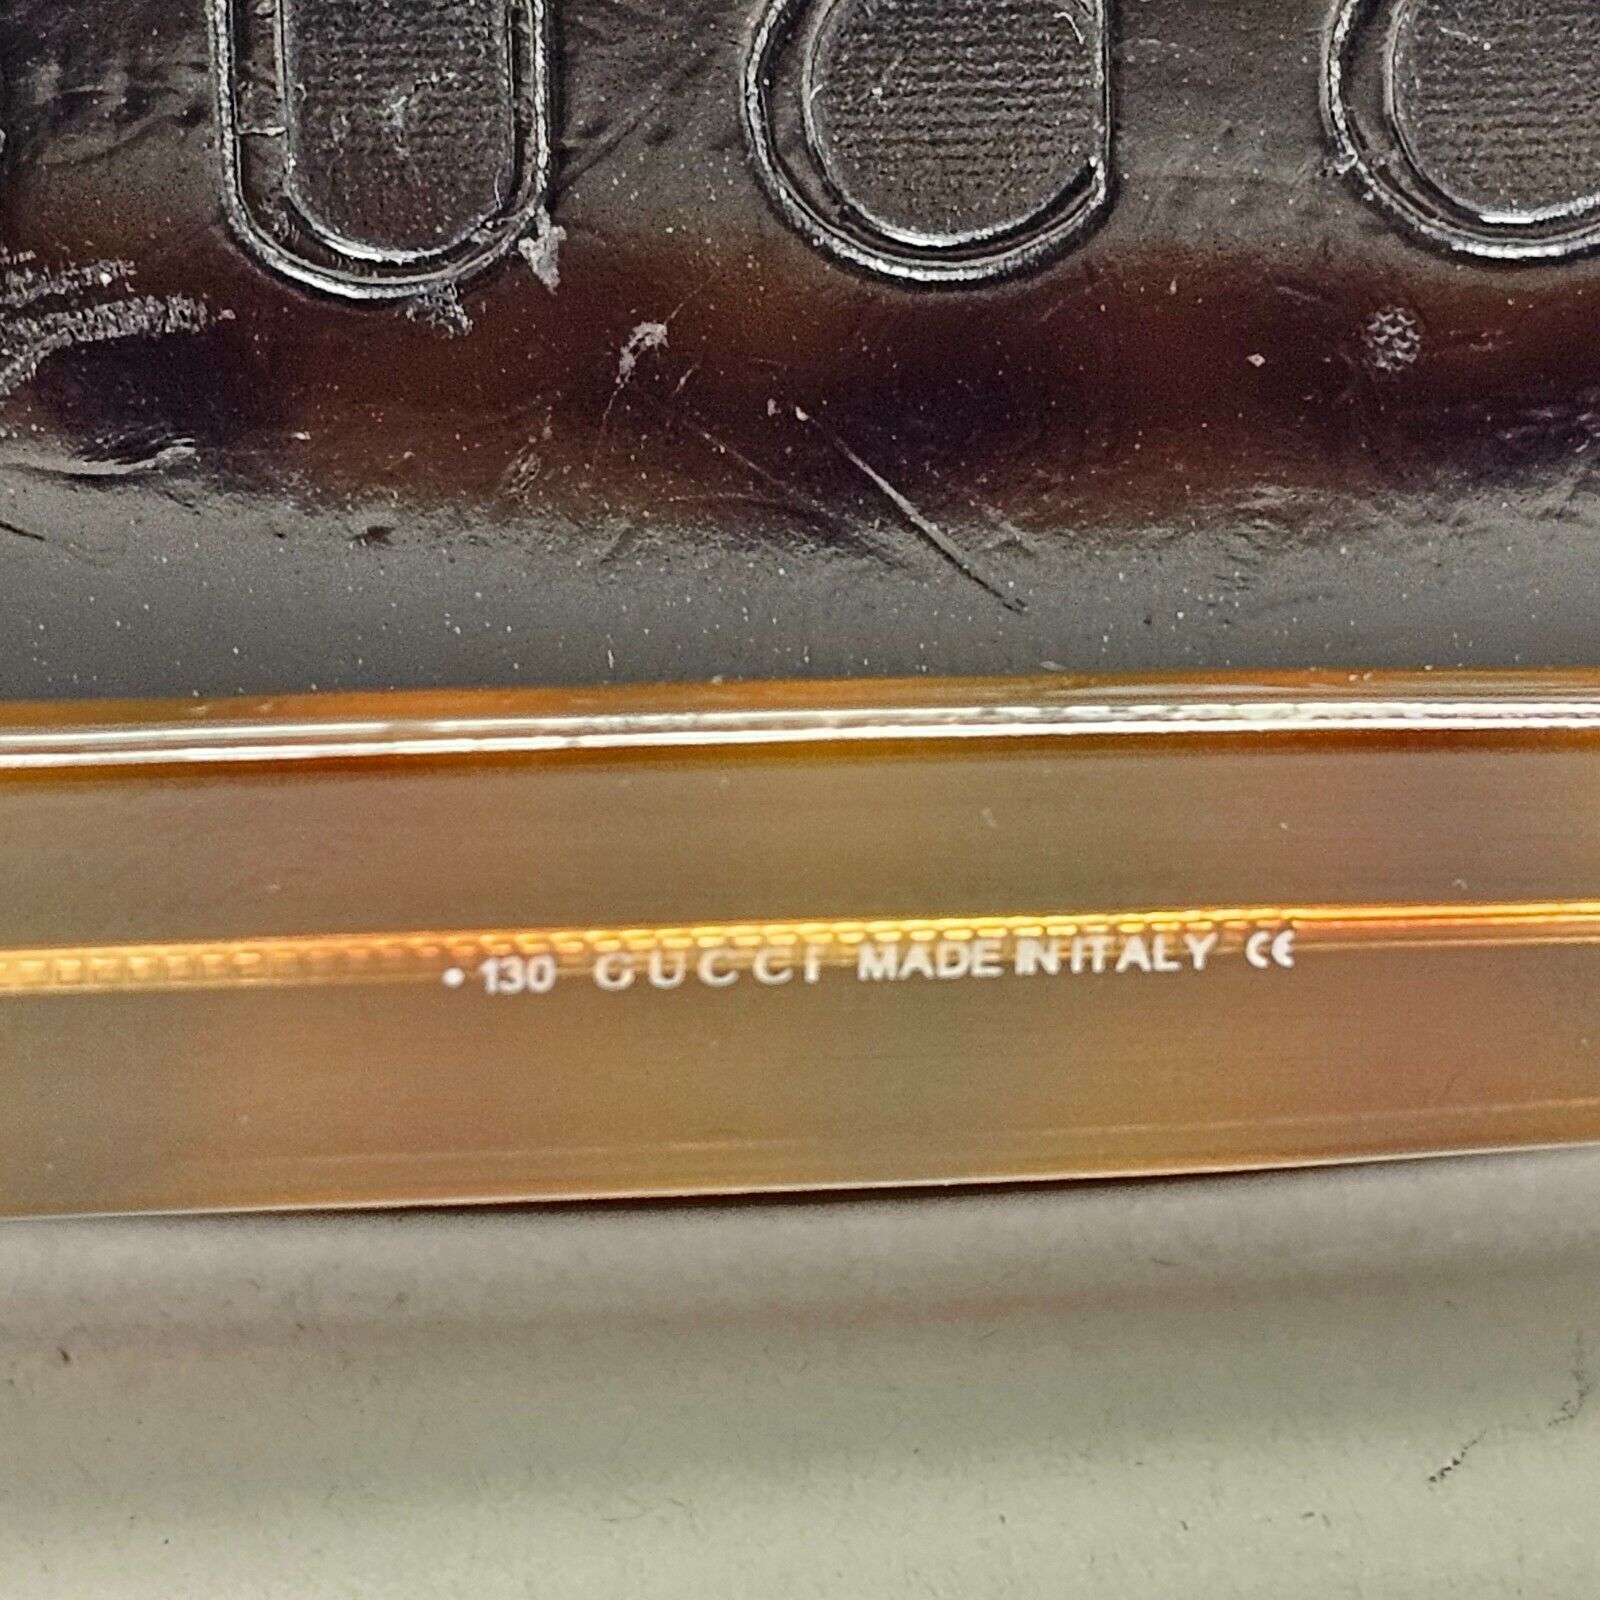 • 130 GUCCI MADE IN ITALY CE